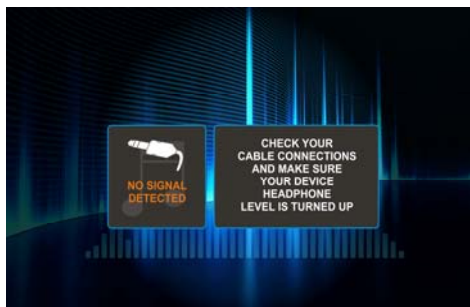 NO SIGNAL
DETECTED
CHECK YOUR
CABLE CONNECTIONS
AND MAKE SURE
YOUR DEVICE
HEADPHONE
LEVEL IS TURNED UP